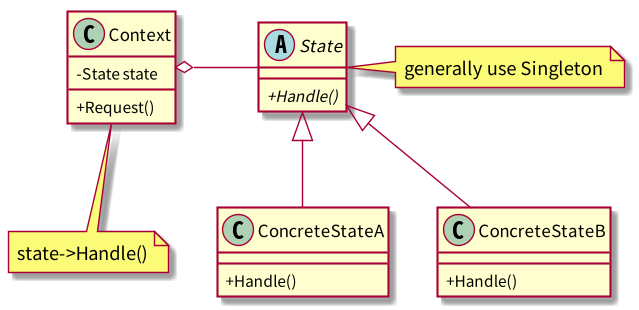 C Context
-State state
+Request()
A State
+Handle()
generally use Singleton
state->Handle()
C ConcreteStateA
+Handle()
C ConcreteStateB
+Handle()